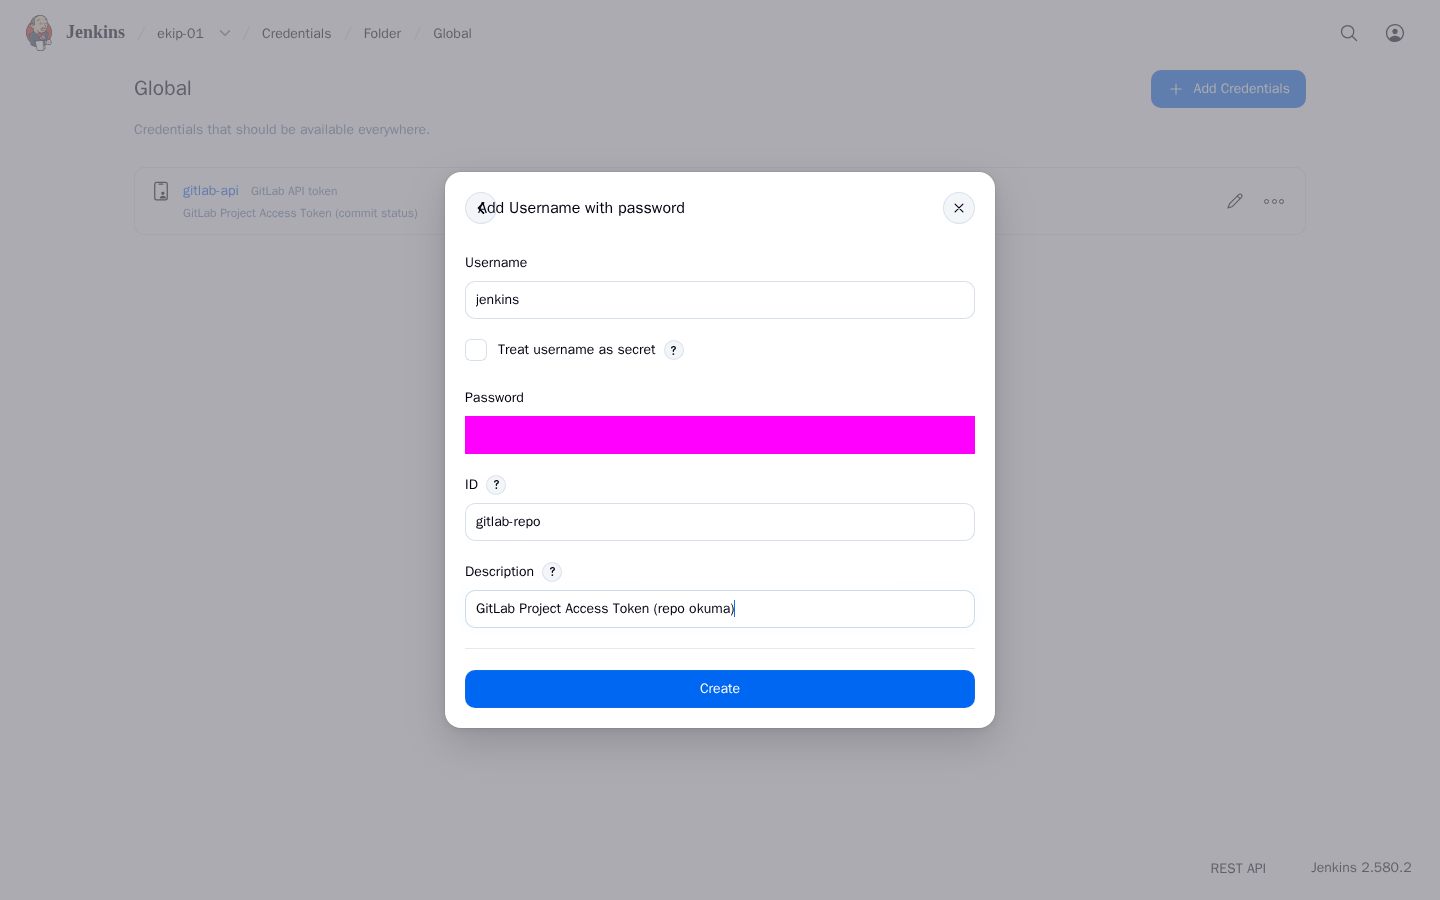 Jenkins / ekip-01 / Credentials / Folder / Global
Global
Add Credentials
Credentials that should be available everywhere.
gitlab-api GitLab API token
GitLab Project Access Token (commit status)
Add Username with password
Username
jenkins
Treat username as secret ?
Password
ID ?
gitlab-repo
Description ?
GitLab Project Access Token (repo okuma)
Create
REST API Jenkins 2.580.2